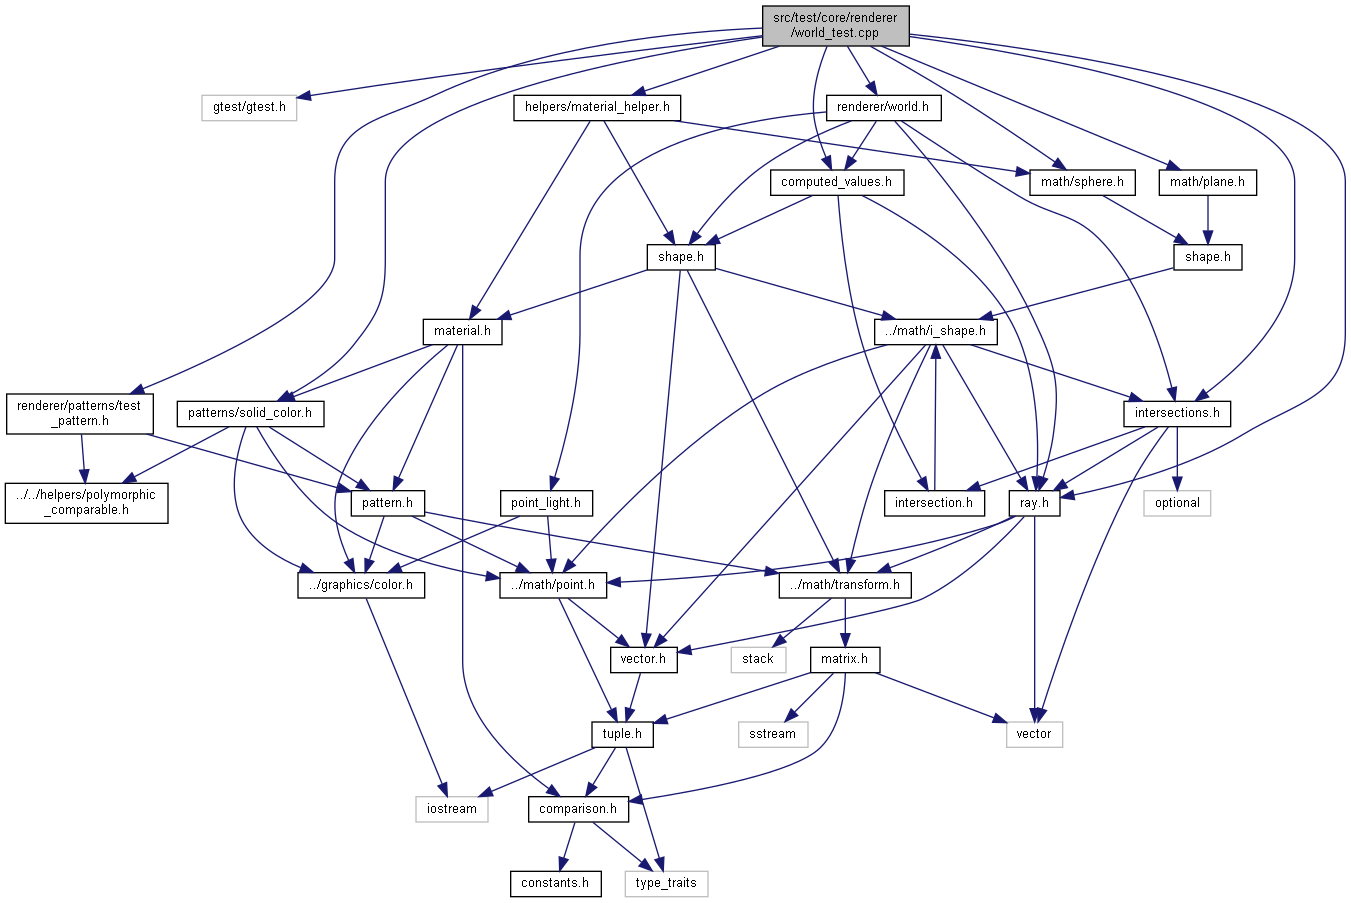 src/test/core/renderer
/world_test.cpp
gtest/gtest.h
helpers/material_helper.h
renderer/world.h
computed_values.h
math/sphere.h
math/plane.h
shape.h
shape.h
material.h
../math/i_shape.h
renderer/patterns/test
_pattern.h
patterns/solid_color.h
intersections.h
../../helpers/polymorphic
_comparable.h
pattern.h
point_light.h
intersection.h
ray.h
optional
../graphics/color.h
../math/point.h
../math/transform.h
vector.h
stack
matrix.h
tuple.h
sstream
vector
iostream
comparison.h
constants.h
type_traits